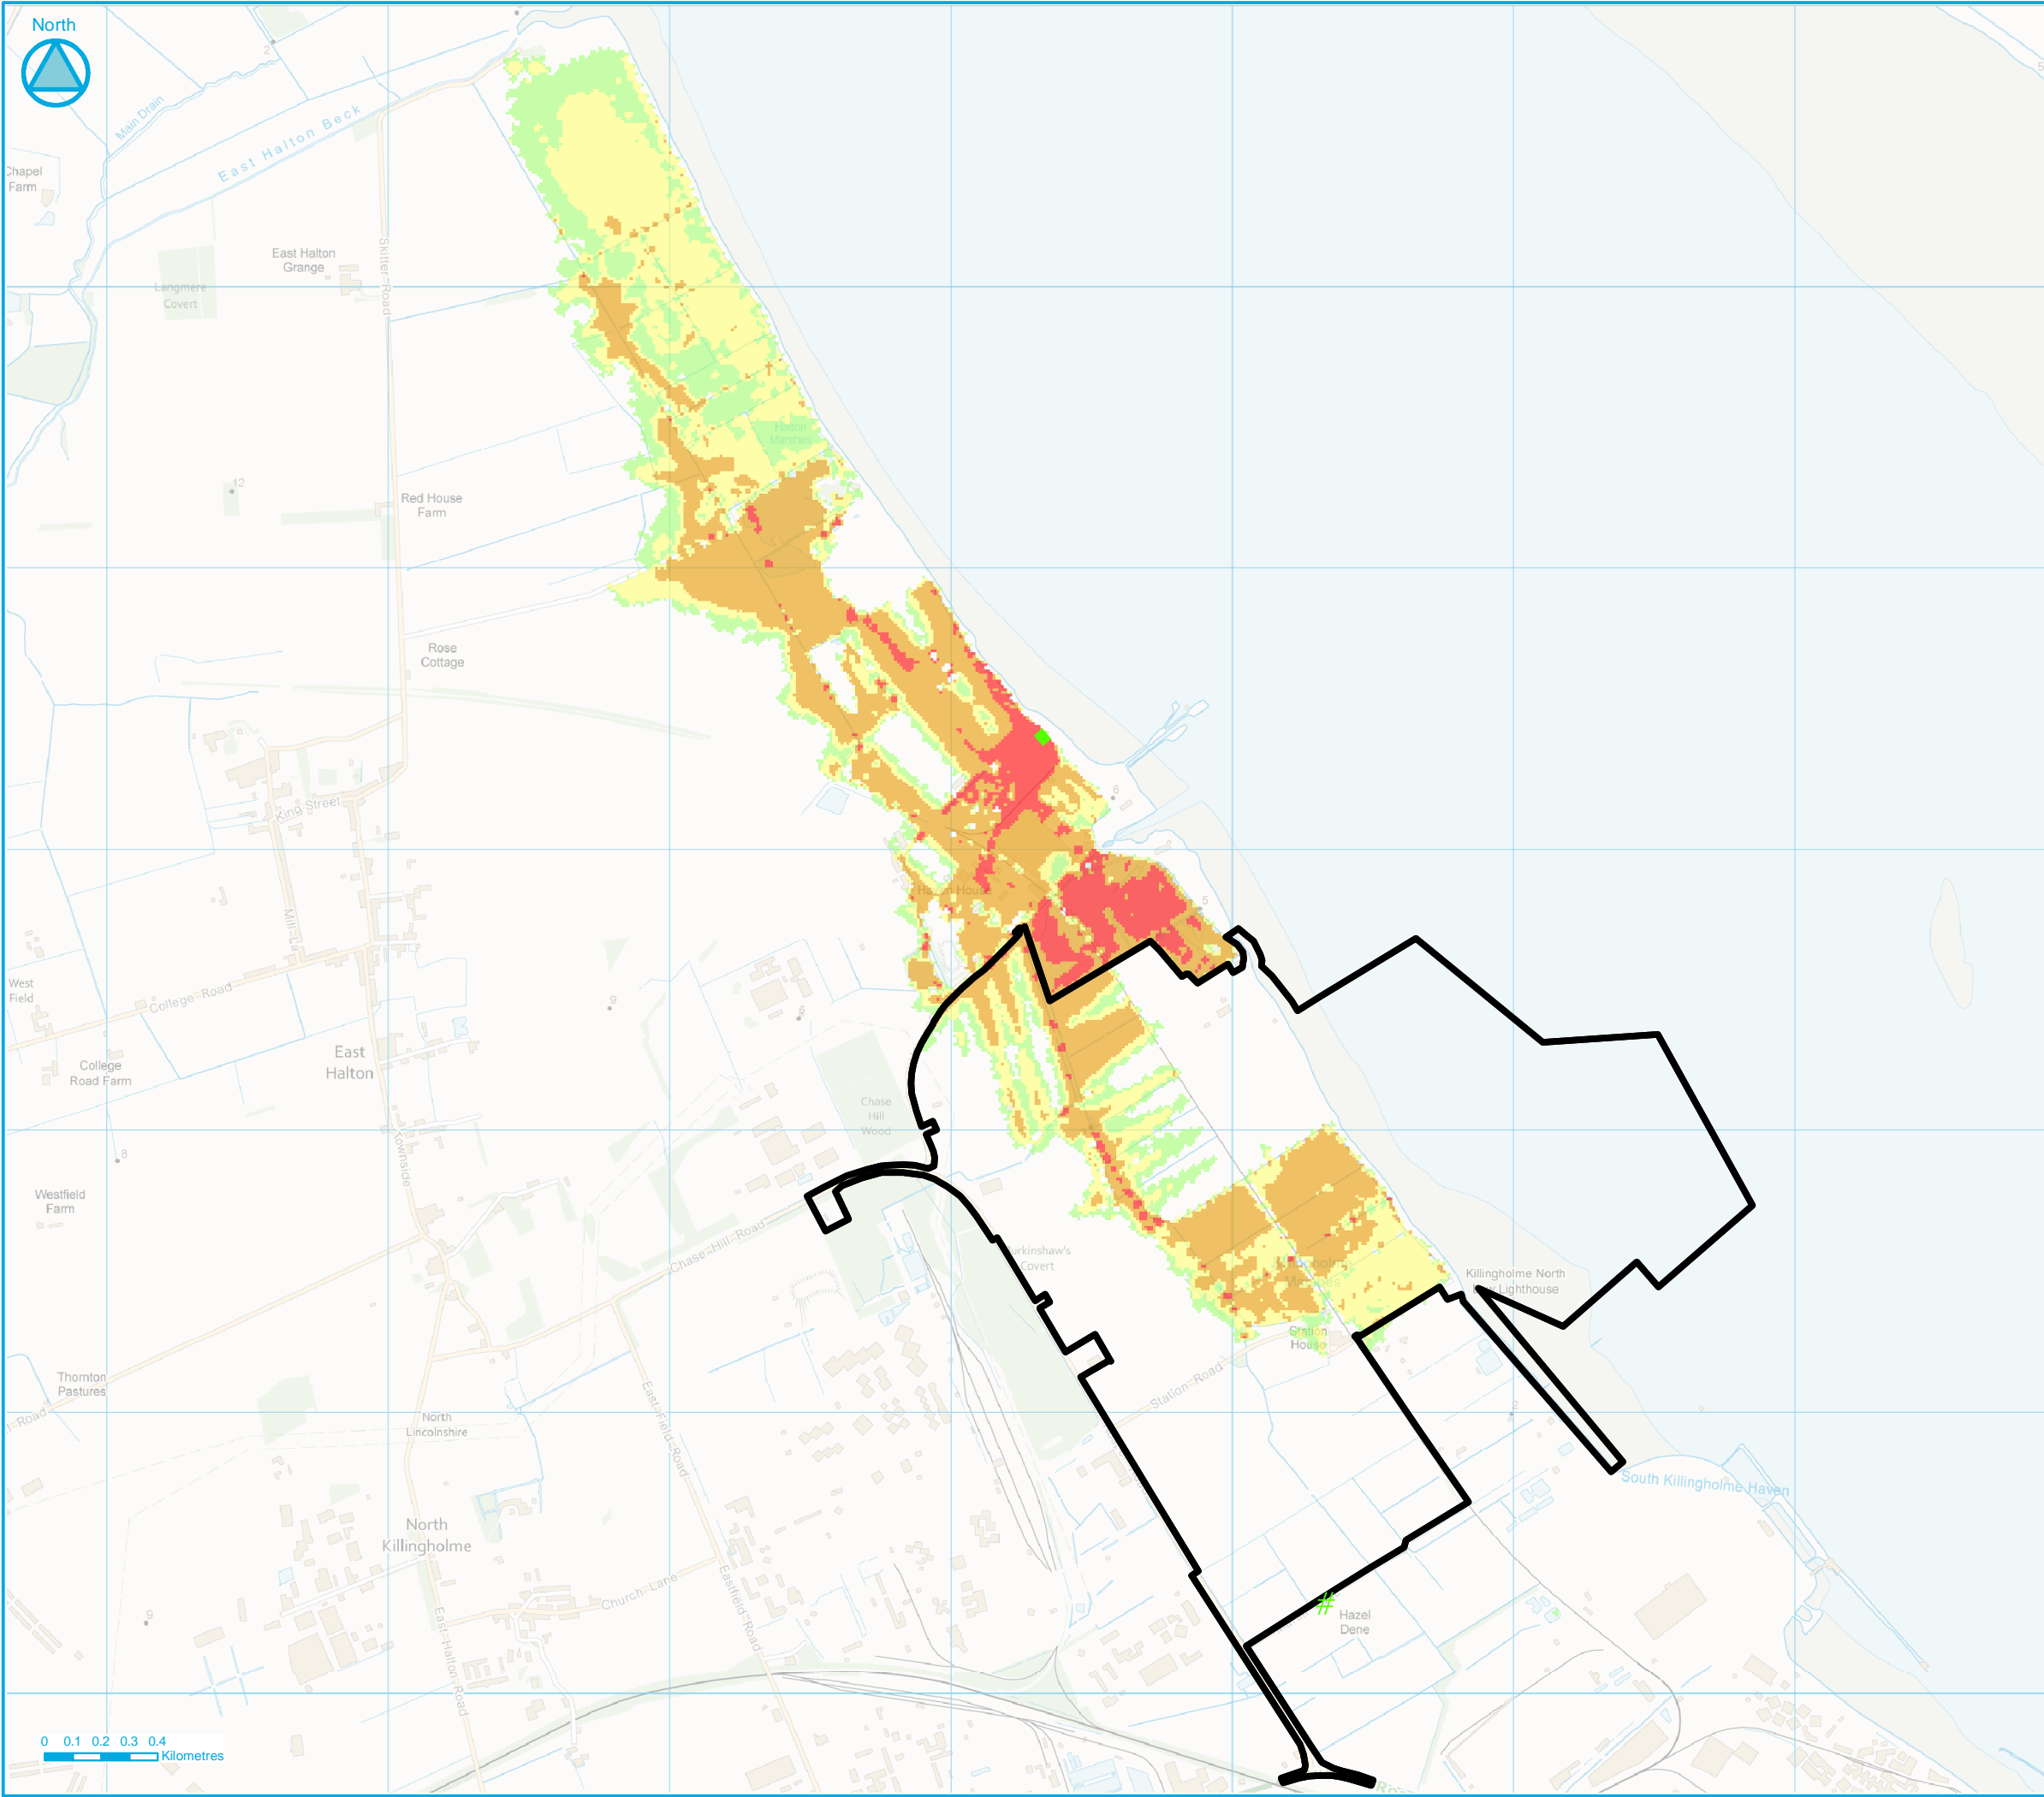 North
2
5
Main Drain
East Halton Beck
Chapel
Farm
Skitter Road
East Halton
Grange
Langmere
Covert
Halton
Marshes
12
Red House
Farm
Rose
Cottage
6
King Street
Mill Lane
5
West
Field
College Road
9
6
East
Halton
College
Road Farm
Chase
Hill
Wood
Townside
8
Westfield
Farm
Chase Hill Road
Covert
Killingholme North
Low Lighthouse
Station
House
Station Road
Thornton
Pastures
East Field Road
North
Lincolnshire
2
South Killingholme Haven
North
Killingholme
Church Lane
Eastfield Road
East Halton Road
9
#
Hazel
Dene
0 0.1 0.2 0.3 0.4
Kilometres